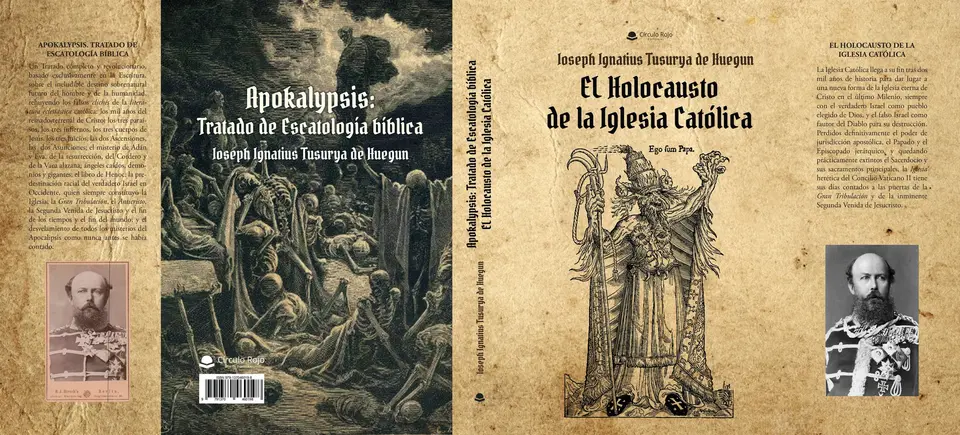 APOKALYPSIS. TRATADO DE
ESCATOLOGÍA BÍBLICA
Un Tratado completo y revolucionario,
basado exclusivamente en la Escritura,
sobre el ineludible destino sobrenatural
futuro del hombre y de la humanidad,
refutando los falsos clichés de la litera-
tura eclesiástica católica: los mil años del
reinado terrenal de Cristo los tres juicios,
los tres infiernos, los tres cuerpos de
Jesús, los tres
las dos Ascensiones,
las dos Asunciones, el misterio de Adán
y Eva, de la resurrección, del Cordero y
de la Vaca alazana, ángeles caídos, demo-
nios y gigantes, el libro de Henoc; la pre-
destinación racial del verdadero Israel en
Occidente, quien siempre constituyó la
Iglesia; la Gran Tribulación, el Anticristo,
la Segunda Venida de Jesucristo y el fin
de los tiempos y el fin del mundo y el
desvelamiento de todos los misterios del
Apocalipsis como nunca antes se había
contado.
Apokalypsis:
Tratado de Escatología bíblica
Ioseph Ignatius Tusurya de Huegun
Círculo Rojo
Apokalypsis: Tratado de Escatología bíblica
El Holocausto de la Iglesia Católica
Ioseph Ignatius Tusurya de Huegun
Círculo Rojo
Ioseph Ignatius Tusurya de Huegun
El Holocausto
de la Iglesia Católica
Ego sum Papa.
EL HOLOCAUSTO DE LA
IGLESIA CATÓLICA
La Iglesia Católica llega a su fin tras dos
mil años de historia para dar lugar a
una nueva forma de la Iglesia eterna de
Cristo en el último Milenio, siempre
con el verdadero Israel como pueblo
elegido de Dios, y el falso Israel como
fautor del Diablo para su destrucción.
Perdidos definitivamente el poder de
jurisdicción apostólica, el Papado y el
Episcopado jerárquico, y quedando
prácticamente extintos el Sacerdocio y
sus sacramentos principales, la Iglesia
herética del Concilio Vaticano II tiene
sus días contados a las puertas de la
Gran Tribulación y de la inminente
Segunda Venida de Jesucristo.